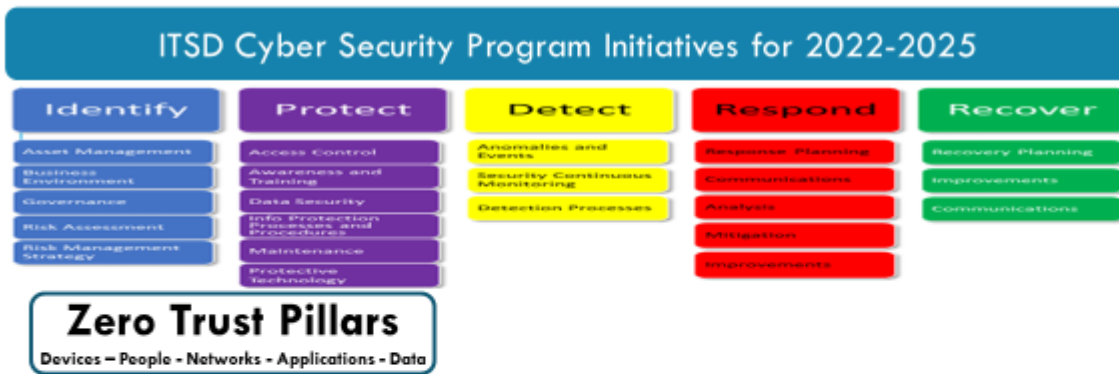 ITSD Cyber Security Program Initiatives for 2022-2025
Identify
Asset Management
Business
Environment
Governance
Risk Assessment
Risk Management
Strategy
Protect
Access Control
Awareness and
Training
Data Security
Info Protection
Processes and
Procedures
Maintenance
Protective
Technology
Detect
Anomalies and
Events
Security Continuous
Monitoring
Detection Processes
Respond
Response Planning
Communications
Analysis
Mitigation
Improvements
Recover
Recovery Planning
Improvements
Communications
Zero Trust Pillars
Devices – People - Networks - Applications - Data